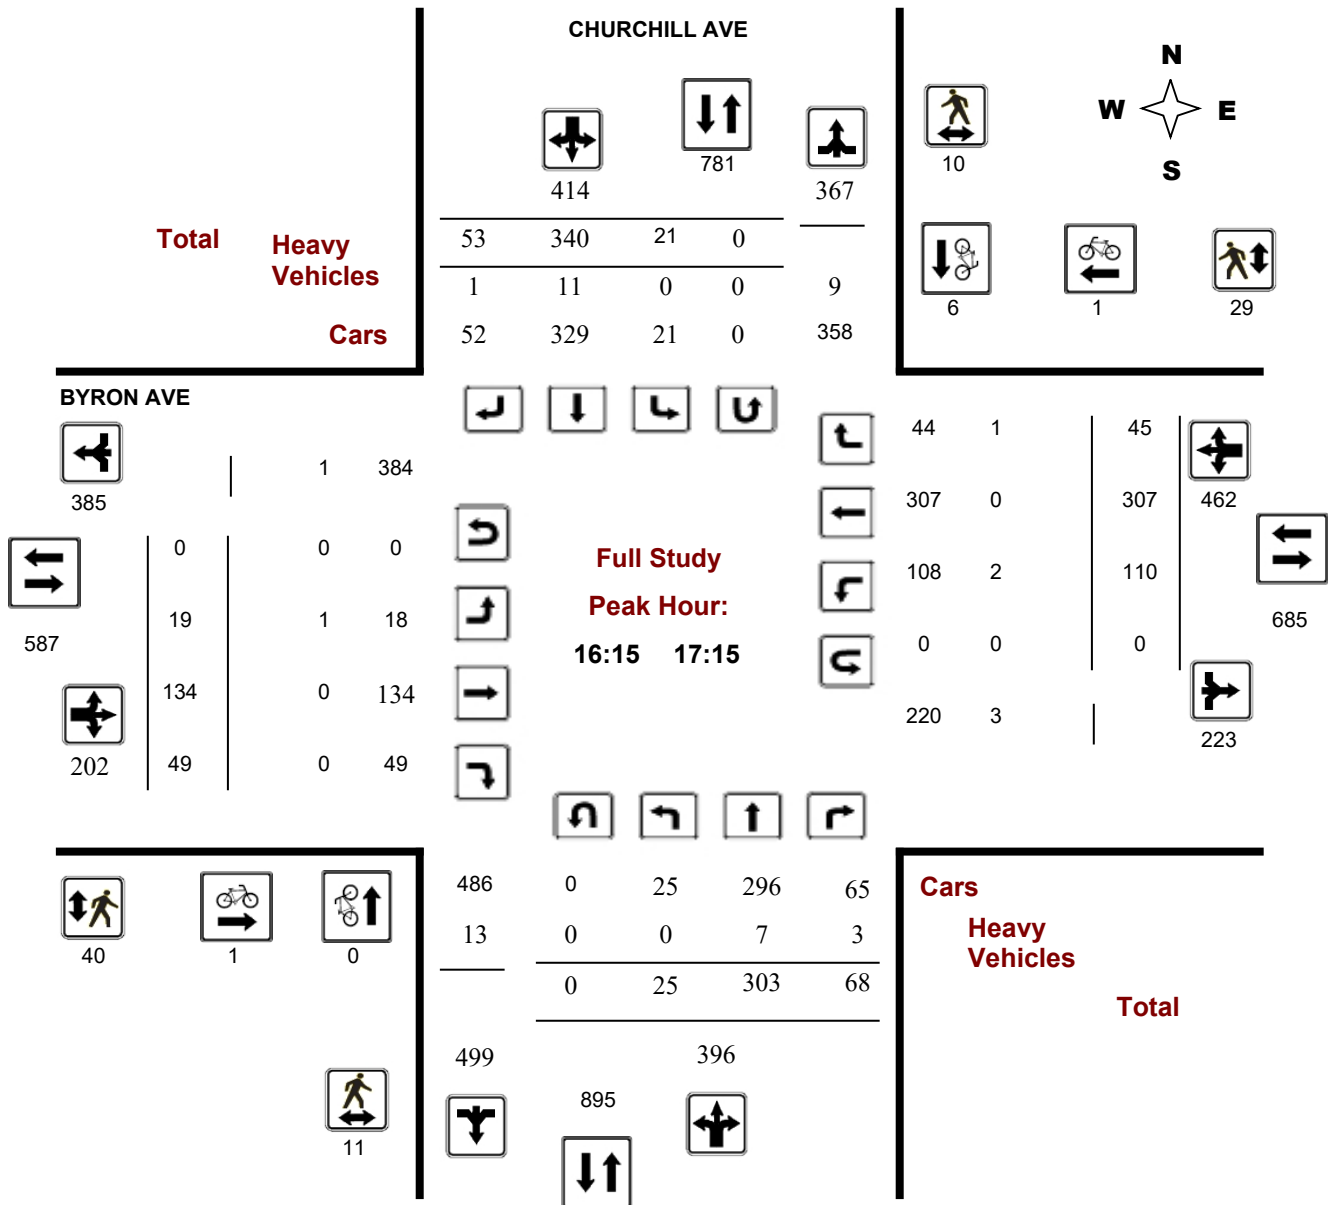 CHURCHILL AVE
N
W E
S
781
10
414 367
Total Heavy Vehicles
53 340 21 0
1 11 0 0 9
6 1 29
Cars
52 329 21 0 358
BYRON AVE
44 1 45
1 384
385
307 0 307 462
0 0 0
Full Study
108 2 110
Peak Hour:
19 1 18
685
587
16:15 17:15
0 0 0
134 0 134
220 3
223
202 49 0 49
486 0 25 296 65
Cars
13 0 0 7 3
Heavy
Vehicles
40 1 0
0 25 303 68
Total
499 396
895
11